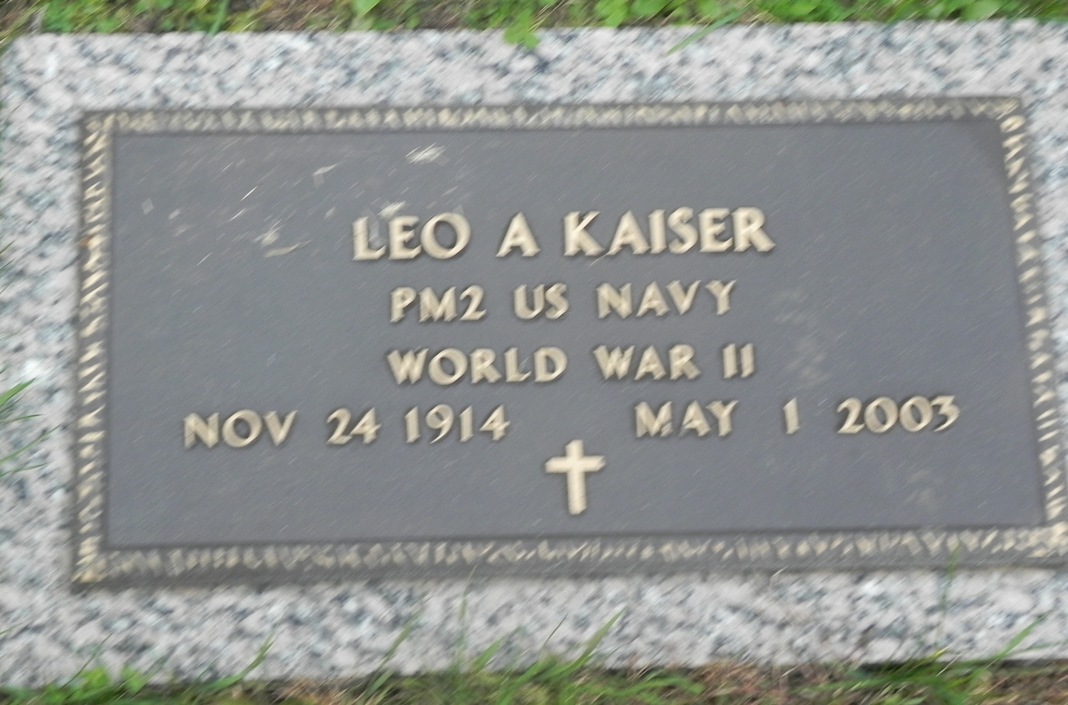 LEO A KAISER
PM2 US NAVY
WORLD WAR II
NOV 24 1914 MAY 1 2003